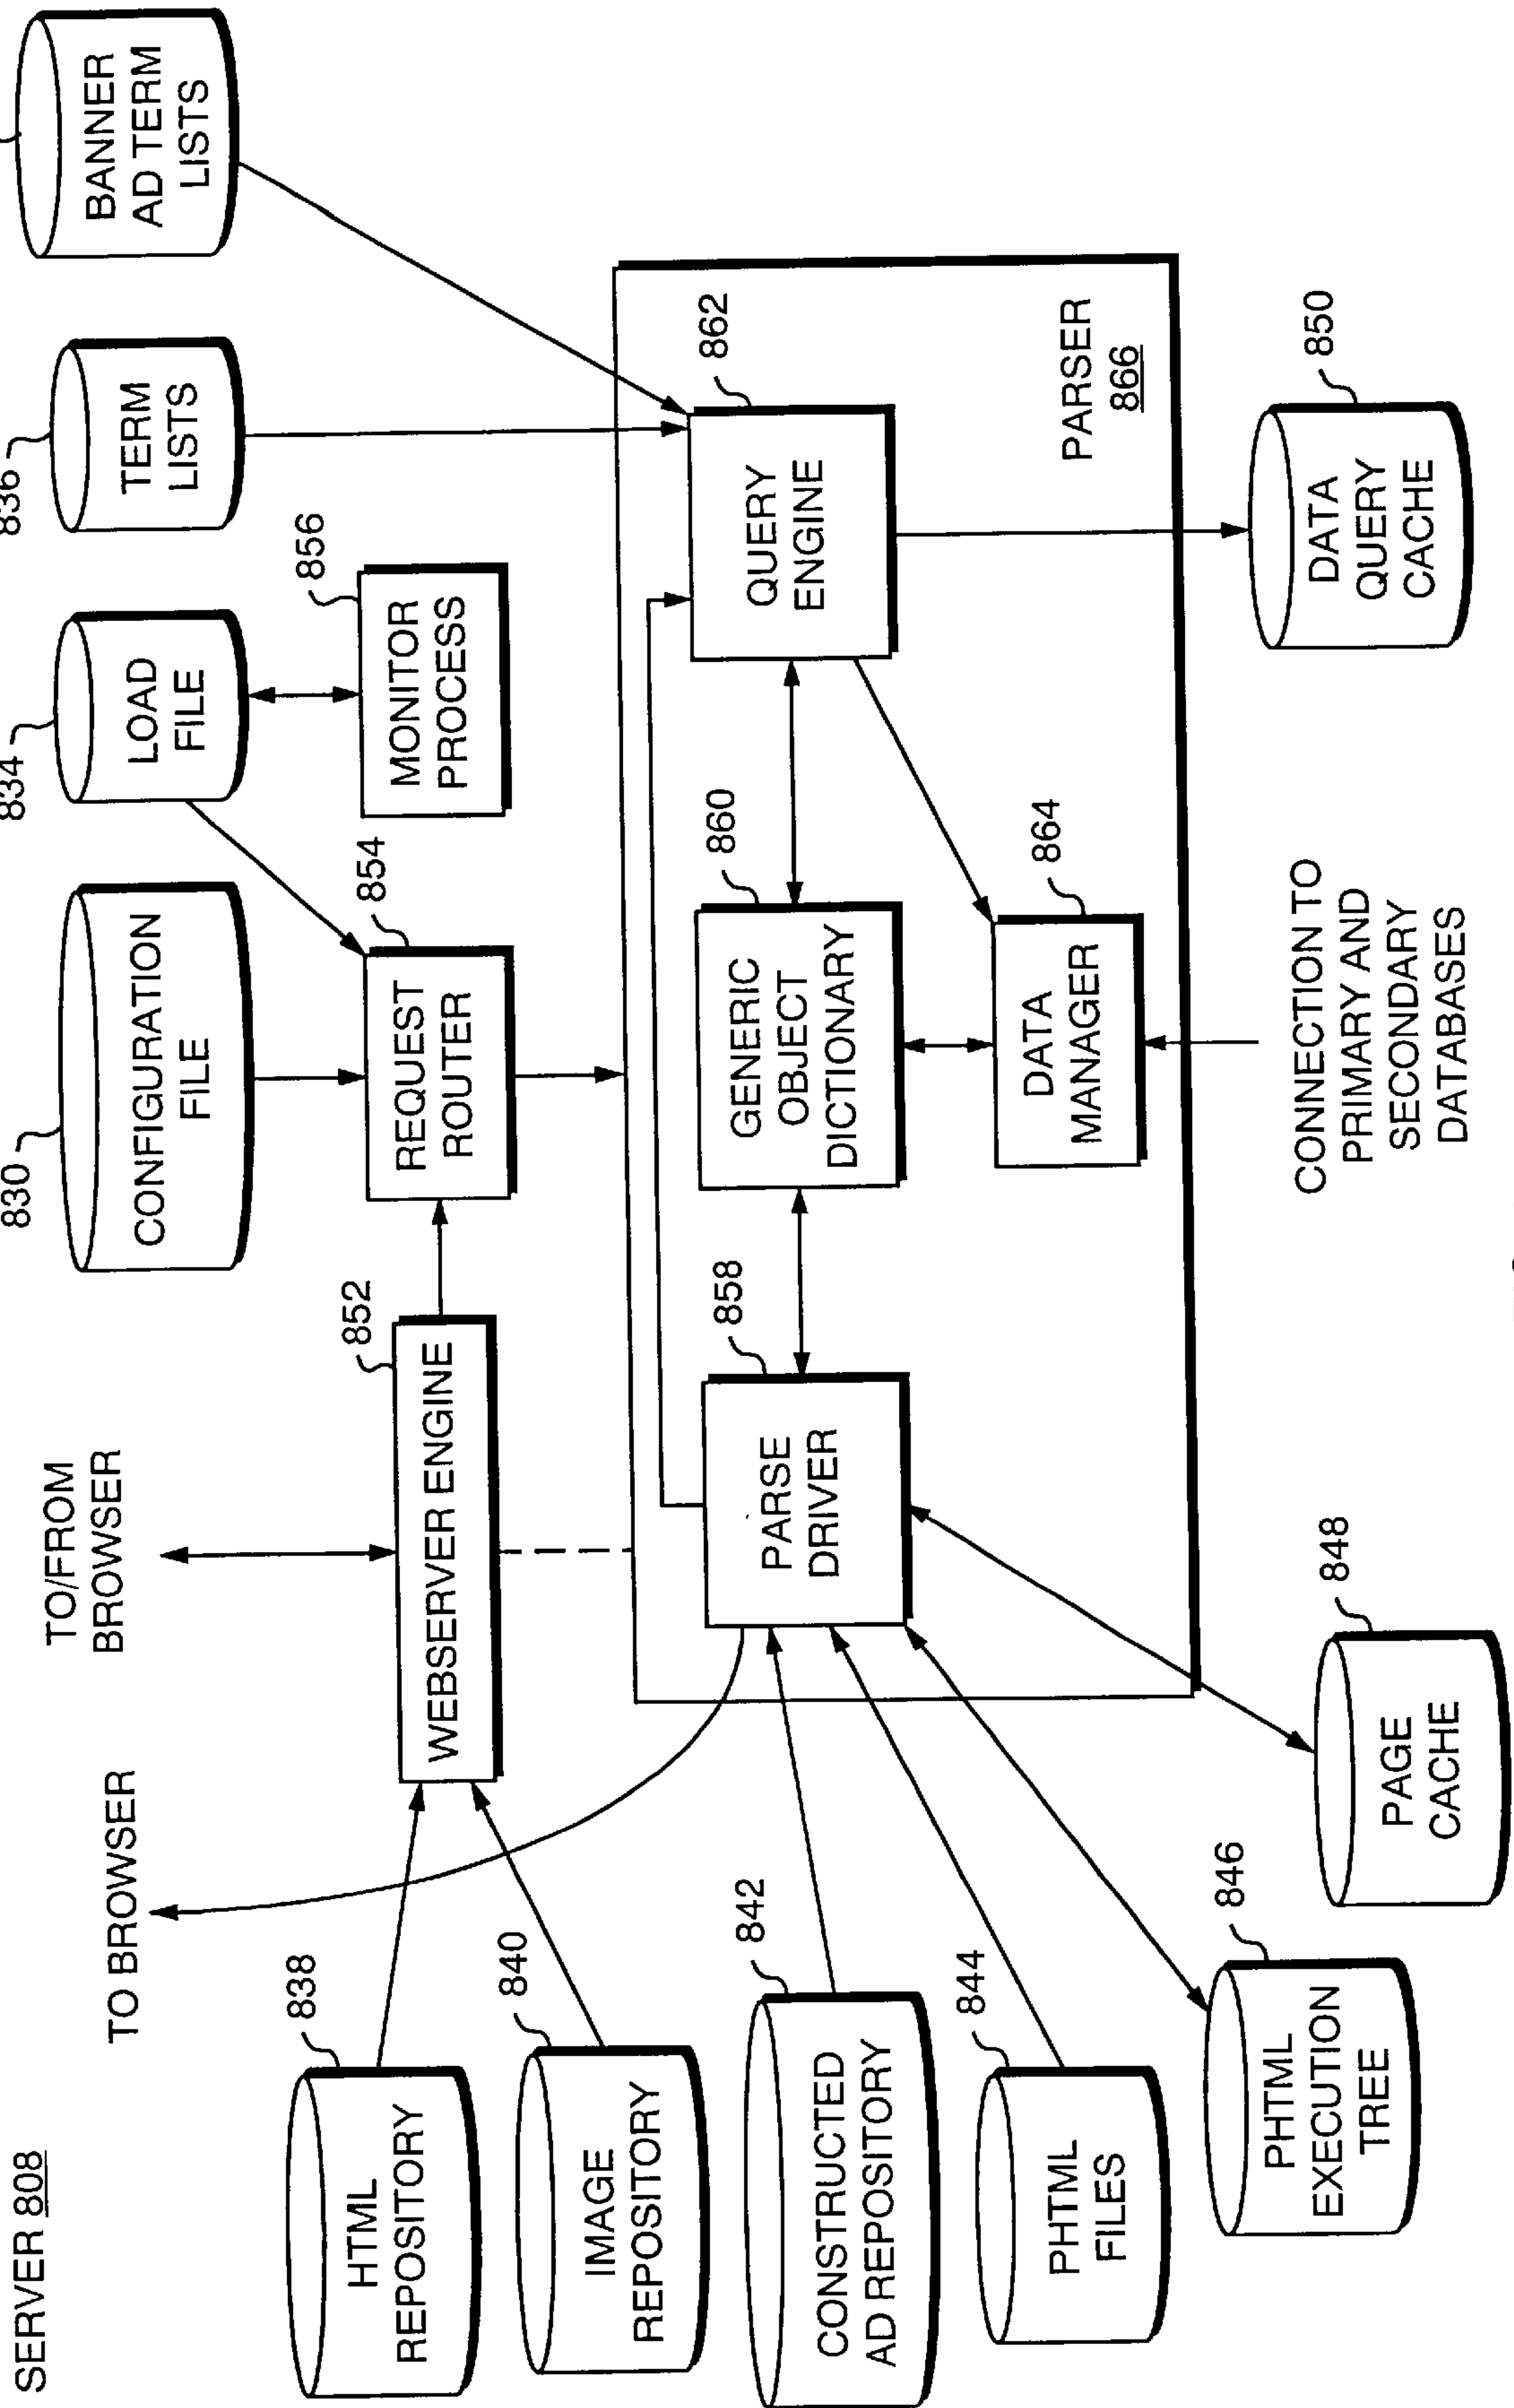 SERVER 808
TO BROWSER
TO/FROM
BROWSER
830
CONFIGURATION
FILE
834
LOAD
FILE
836
TERM
LISTS
BANNER
AD TERM
LISTS
838
HTML
REPOSITORY
852
WEBSERVER ENGINE
854
REQUEST
ROUTER
856
MONITOR
PROCESS
840
IMAGE
REPOSITORY
842
CONSTRUCTED
AD REPOSITORY
858
PARSE
DRIVER
860
GENERIC
OBJECT
DICTIONARY
862
QUERY
ENGINE
844
PHTML
FILES
864
DATA
MANAGER
PARSER
866
846
PHTML
EXECUTION
TREE
848
PAGE
CACHE
CONNECTION TO
PRIMARY AND
SECONDARY
DATABASES
850
DATA
QUERY
CACHE